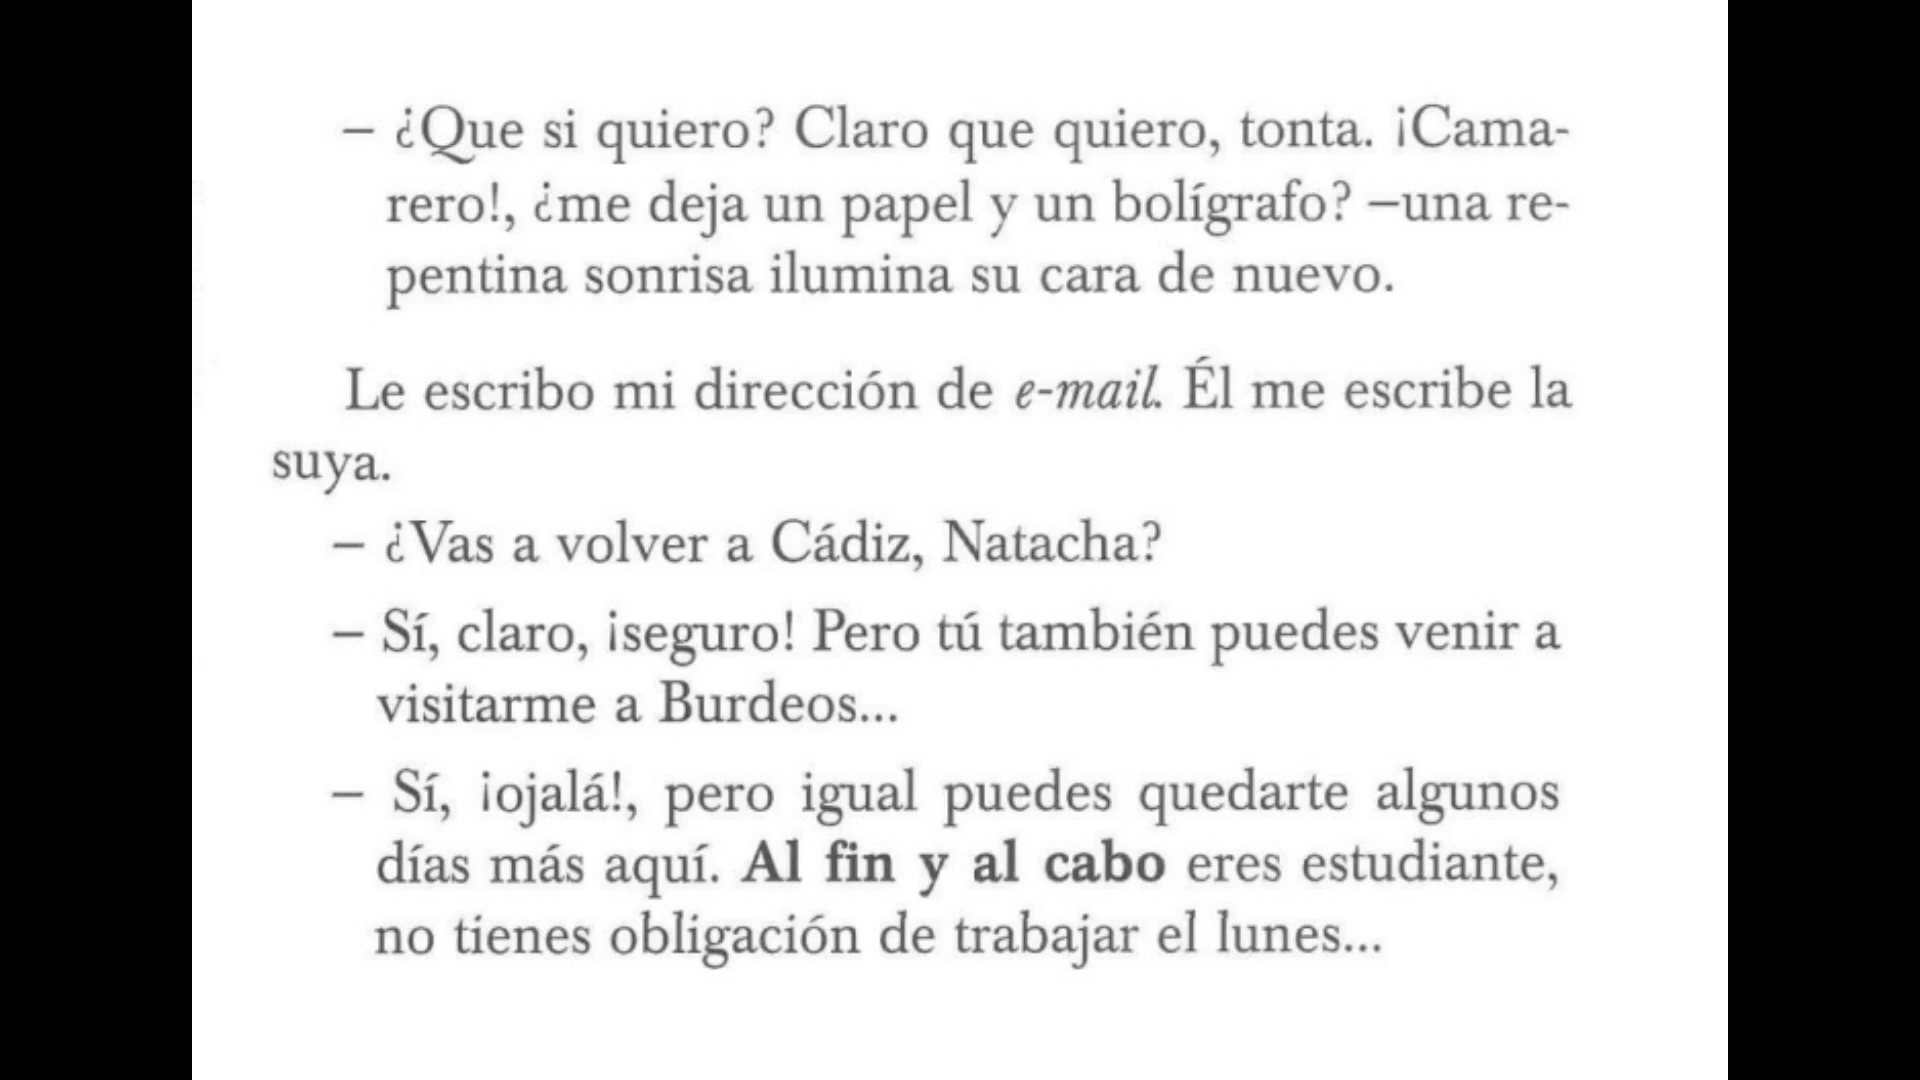 – ¿Que si quiero? Claro que quiero, tonta. ¡Cama-
rero!, ¿me deja un papel y un bolígrafo? –una re-
pentina sonrisa ilumina su cara de nuevo.
Le escribo mi dirección de e-mail. Él me escribe la
suya.
– ¿Vas a volver a Cádiz, Natacha?
– Sí, claro, ¡seguro! Pero tú también puedes venir a
visitarme a Burdeos...
– Sí, ¡ojalá!, pero igual puedes quedarte algunos
días más aquí. Al fin y al cabo eres estudiante,
no tienes obligación de trabajar el lunes...